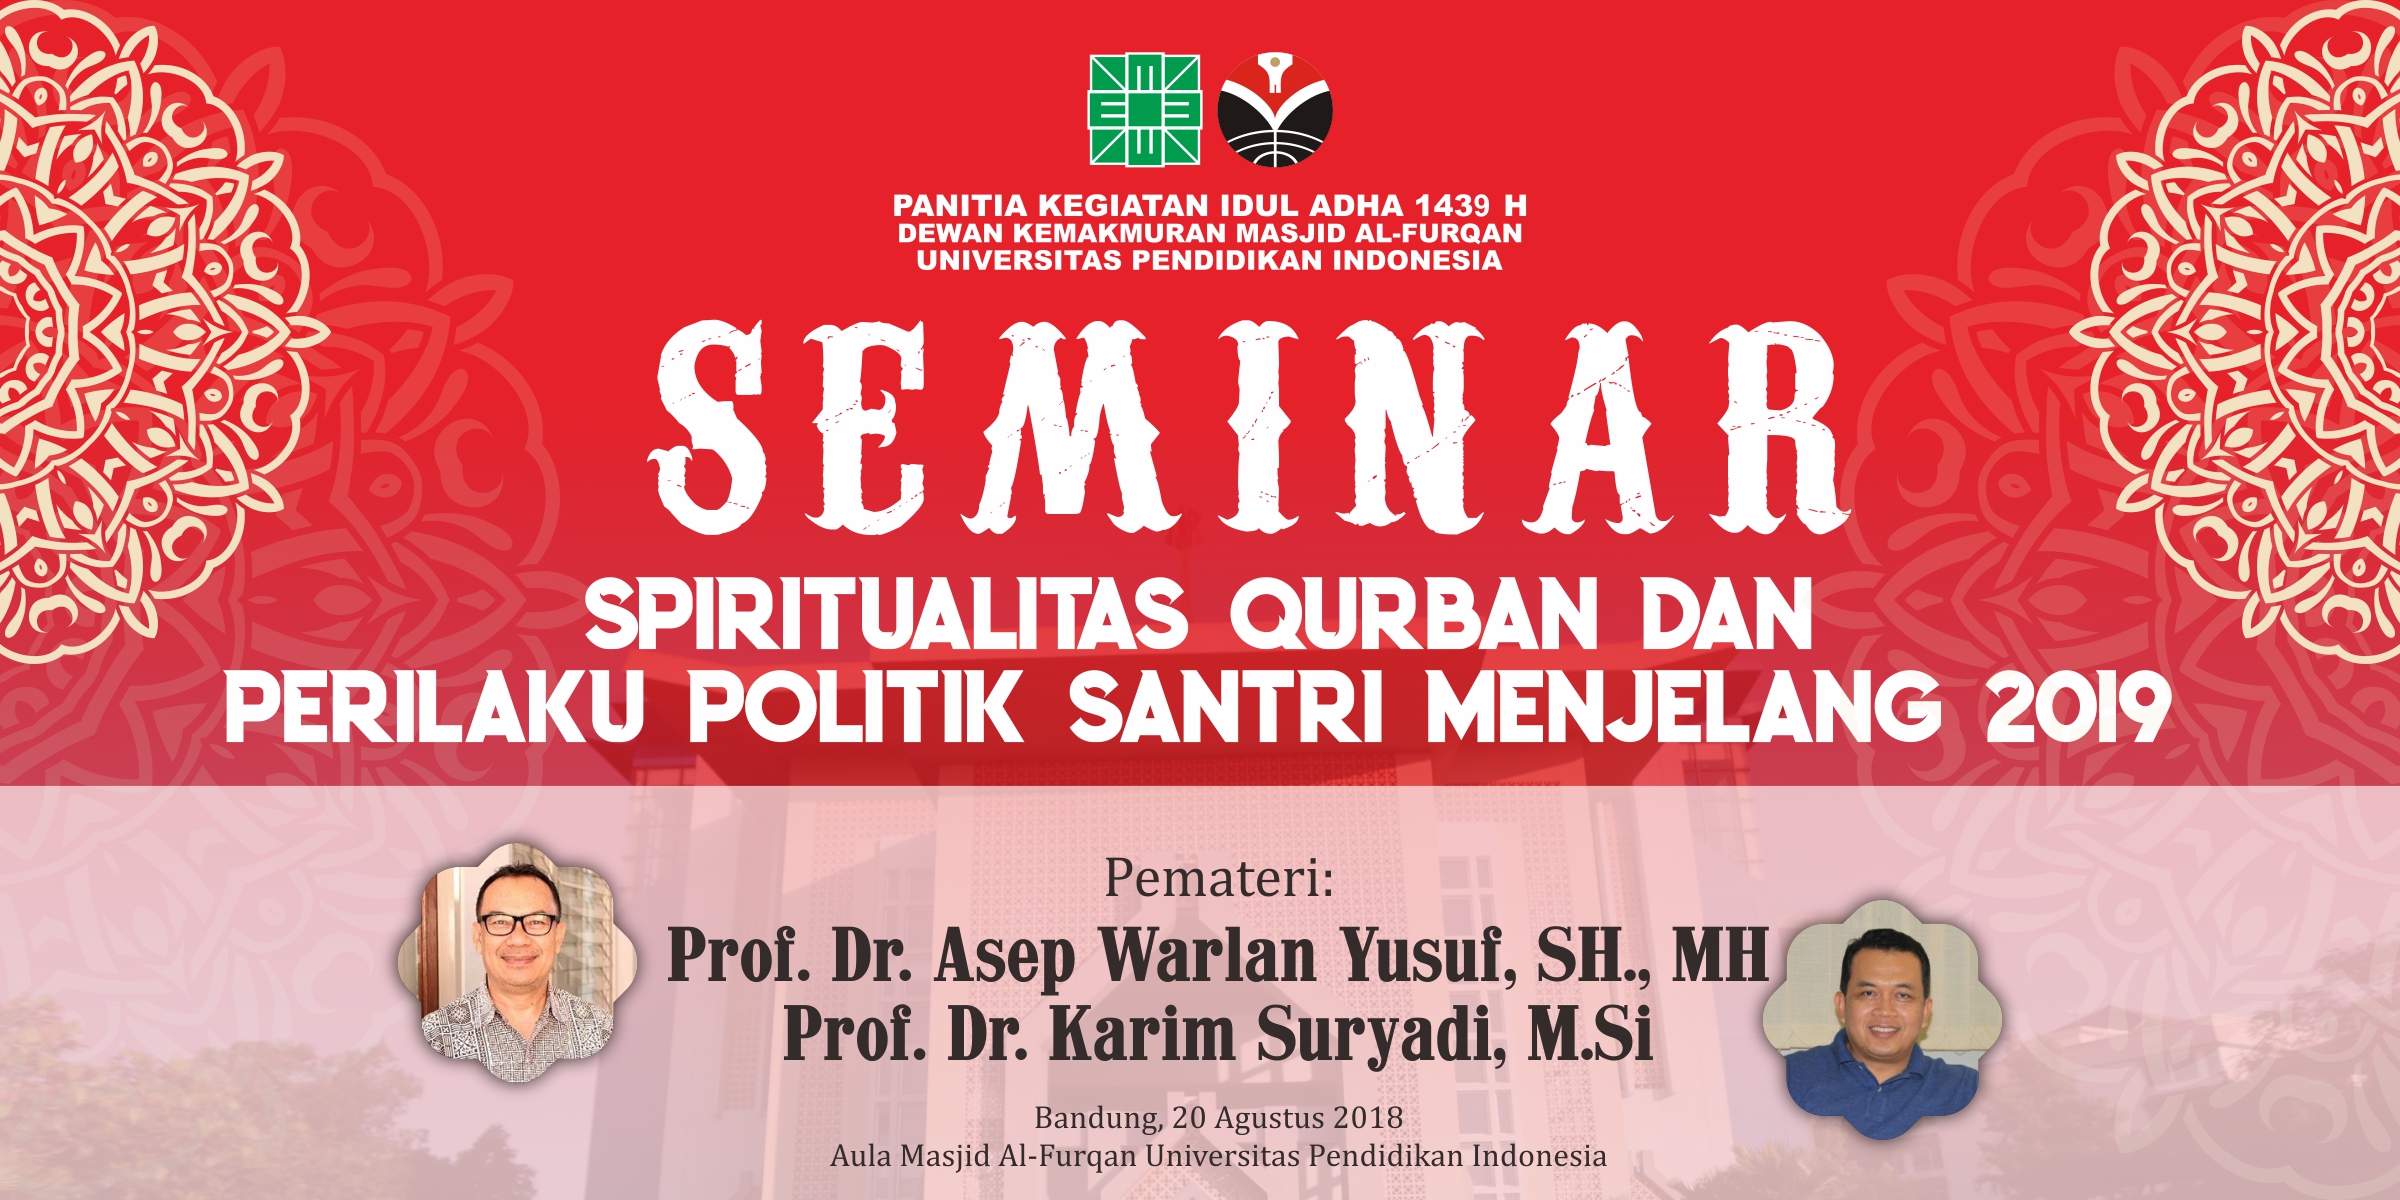 PANITIA KEGIATAN IDUL ADHA 1439 H
DEWAN KEMAKMURAN MASJID AL-FURQAN
UNIVERSITAS PENDIDIKAN INDONESIA
SEMINAR
SPIRITUALITAS QURBAN DAN
PERILAKU POLITIK SANTRI MENJELANG 2019
Pemateri:
Prof. Dr. Asep Warlan Yusuf, SH., MH
Prof. Dr. Karim Suryadi, M.Si
Bandung, 20 Agustus 2018
Aula Masjid Al-Furqan Universitas Pendidikan Indonesia